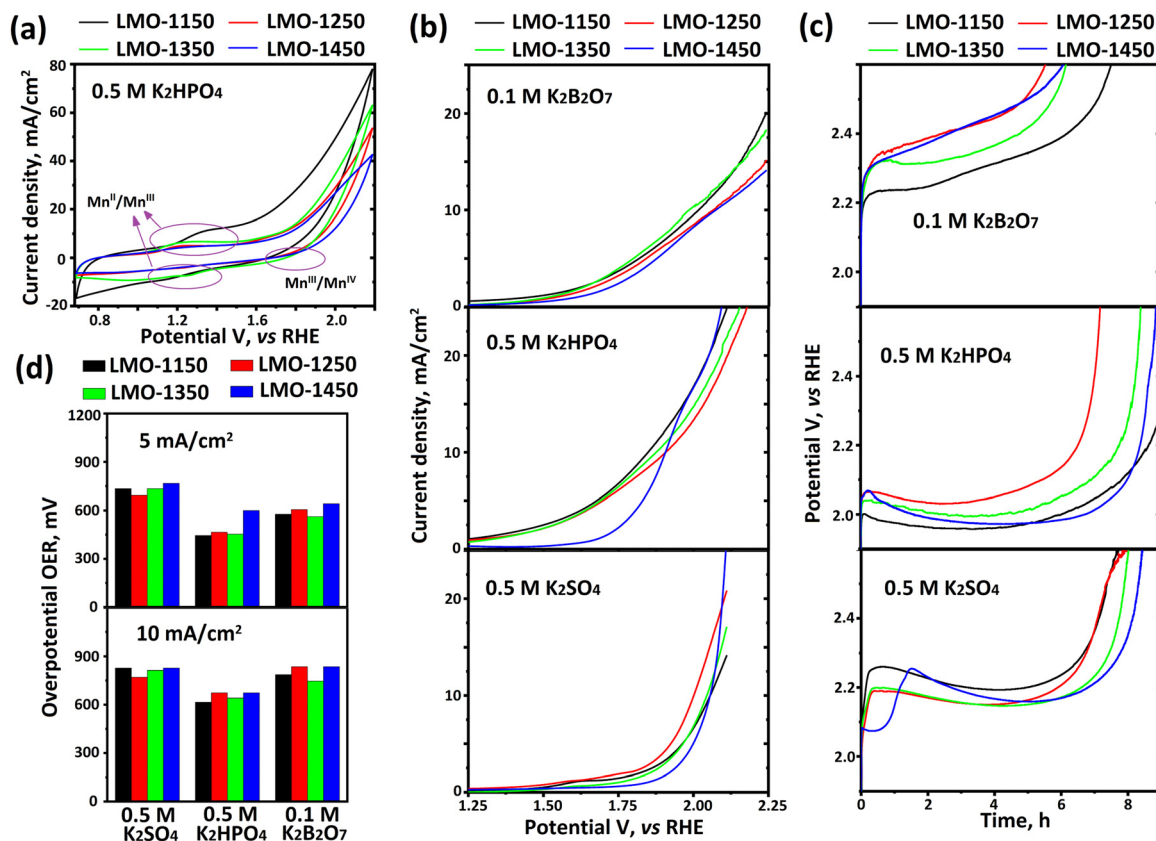 (a)
LMO-1150 LMO-1250
LMO-1350 LMO-1450
0.5 M K₂HPO₄
Mnᴵᴵ/Mnᴵᴵᴵ
Mnᴵᴵᴵ/Mnᴵⱽ
80
60
40
20
0
-20
Current density, mA/cm²
0.8 1.2 1.6 2.0
Potential V, vs RHE
(b)
LMO-1150 LMO-1250
LMO-1350 LMO-1450
0.1 M K₂B₂O₇
20
10
0
0.5 M K₂HPO₄
20
10
0
0.5 M K₂SO₄
20
10
0
Current density, mA/cm²
1.25 1.50 1.75 2.00 2.25
Potential V, vs RHE
(c)
LMO-1150 LMO-1250
LMO-1350 LMO-1450
0.1 M K₂B₂O₇
2.4
2.2
2.0
0.5 M K₂HPO₄
2.4
2.2
2.0
0.5 M K₂SO₄
2.4
2.2
2.0
Potential V, vs RHE
0 2 4 6 8
Time, h
(d)
LMO-1150 LMO-1250
LMO-1350 LMO-1450
5 mA/cm²
1200
900
600
300
0
10 mA/cm²
900
600
300
0
Overpotential OER, mV
0.5 M 0.5 M 0.1 M
K₂SO₄ K₂HPO₄ K₂B₂O₇